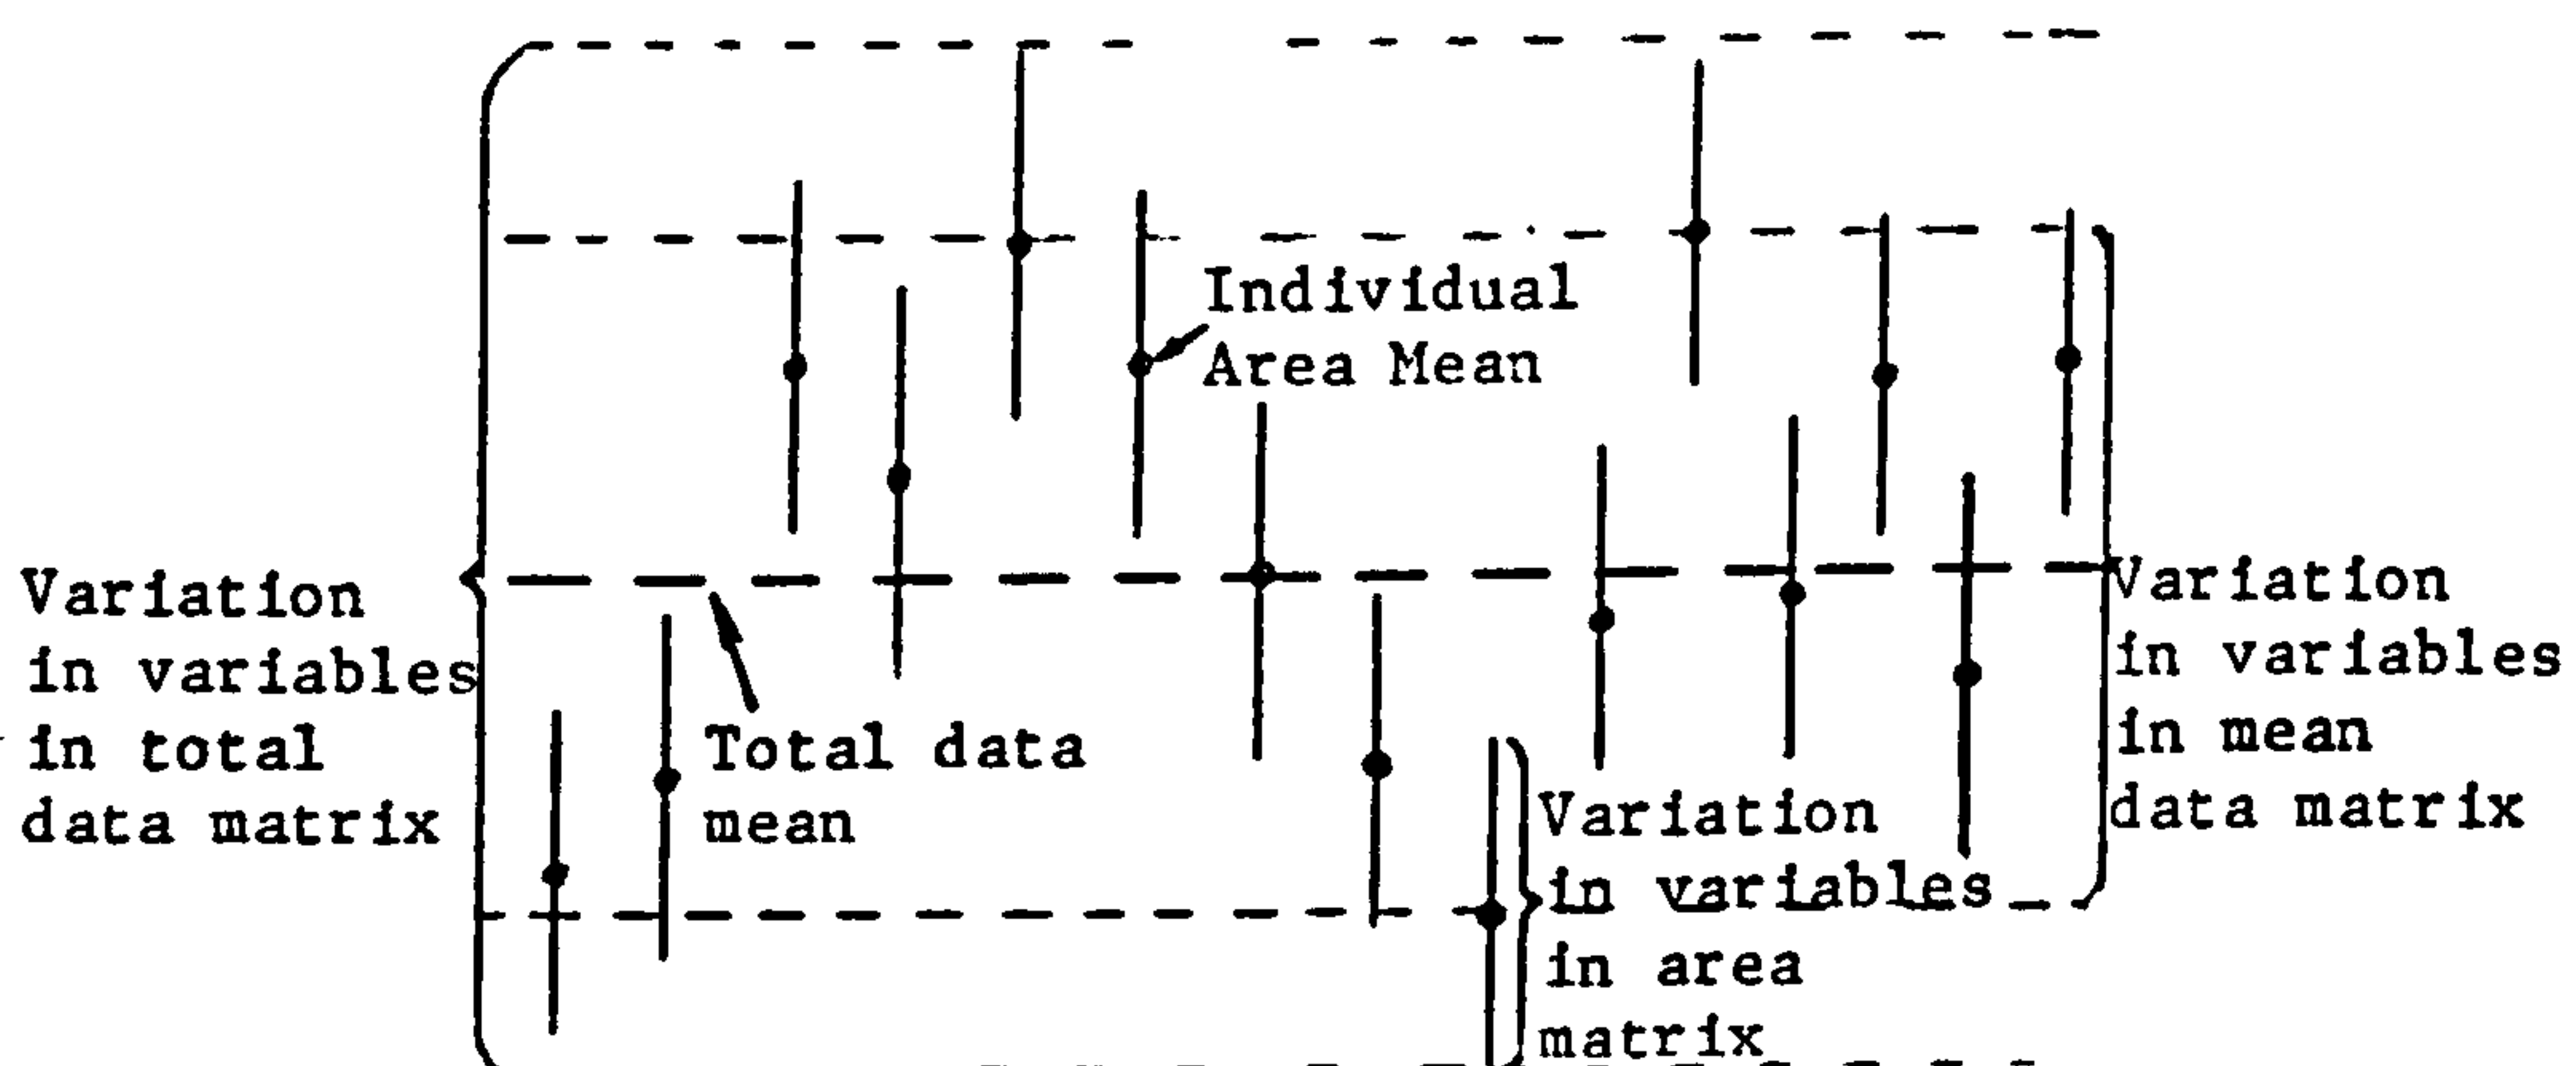 Individual
Area Mean
Variation
in variables
in total
data matrix
Total data
mean
Variation
in variables
in area
matrix
Variation
in variables
in mean
data matrix